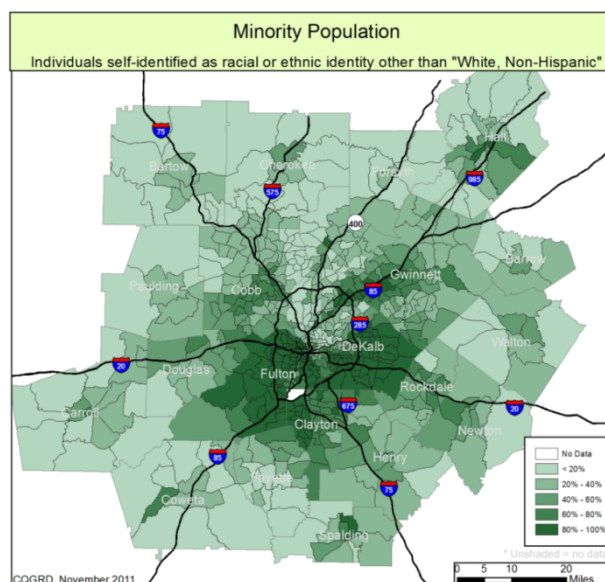 Minority Population
Individuals self-identified as racial or ethnic identity other than "White, Non-Hispanic"
75
Hall
Bartow
Cherokee
Forsyth
985
575
400
Barrow
Gwinnett
85
Paulding
Cobb
285
Walton
DeKalb
20
Douglas
Fulton
Rockdale
675
Carroll
Clayton
20
Newton
85
Henry
Fayette
75
Coweta
Spalding
No Data
< 20%
20% - 40%
40% - 60%
60% - 80%
80% - 100%
* Unshaded = no data
CQGRD, November 2011
0 5 10 20
Miles